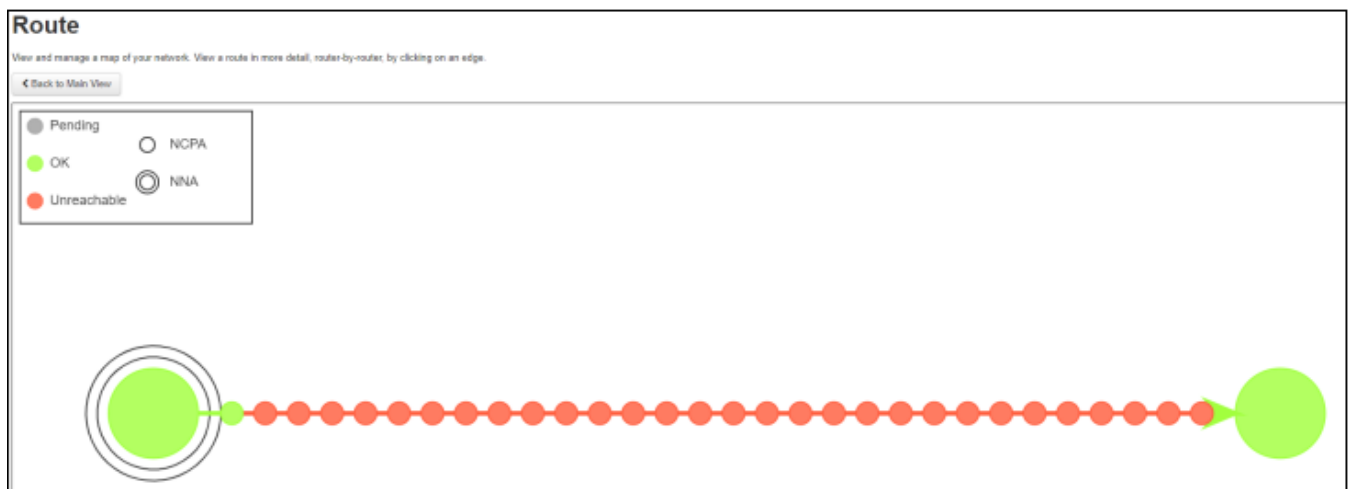 Route
View and manage a map of your network. View a route in more detail, router-by-router, by clicking on an edge.
Back to Main View
Pending
NCPA
OK
NNA
Unreachable